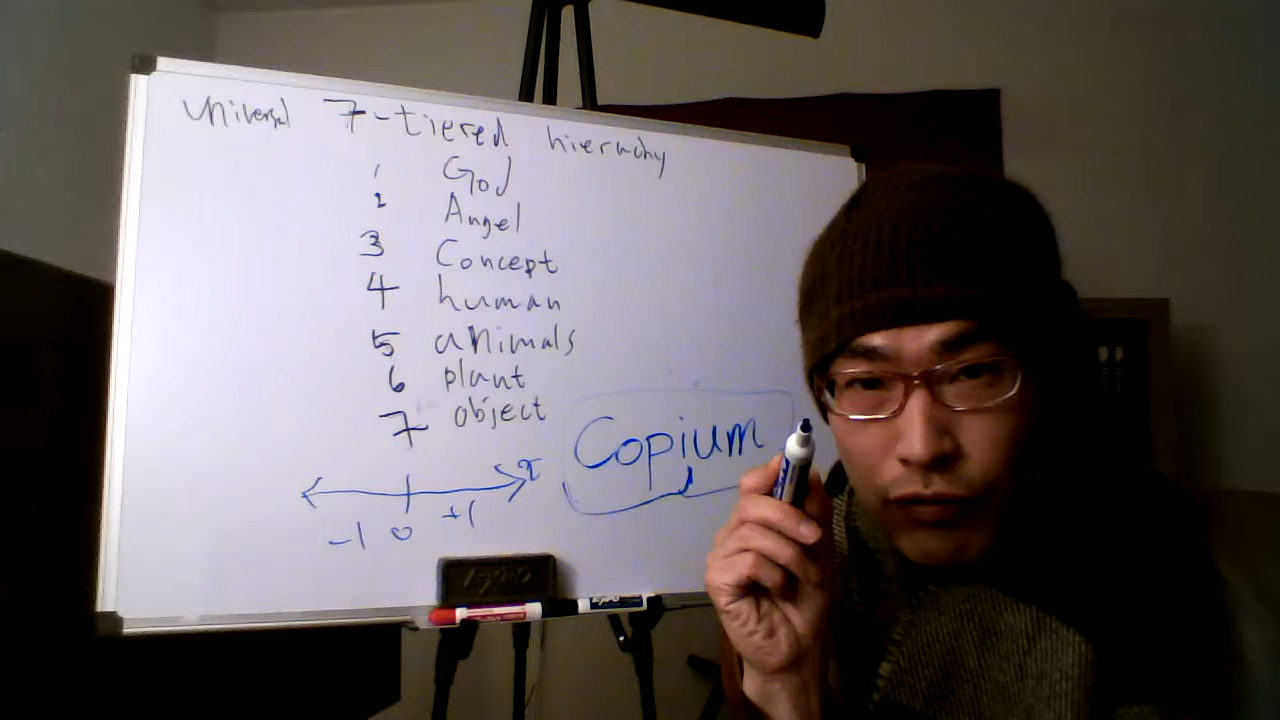 universal 7-tiered hierachy
1 God
2 Angel
3 Concept
4 human
5 animals
6 plant
7 object
Copium
x
-1 0 +1